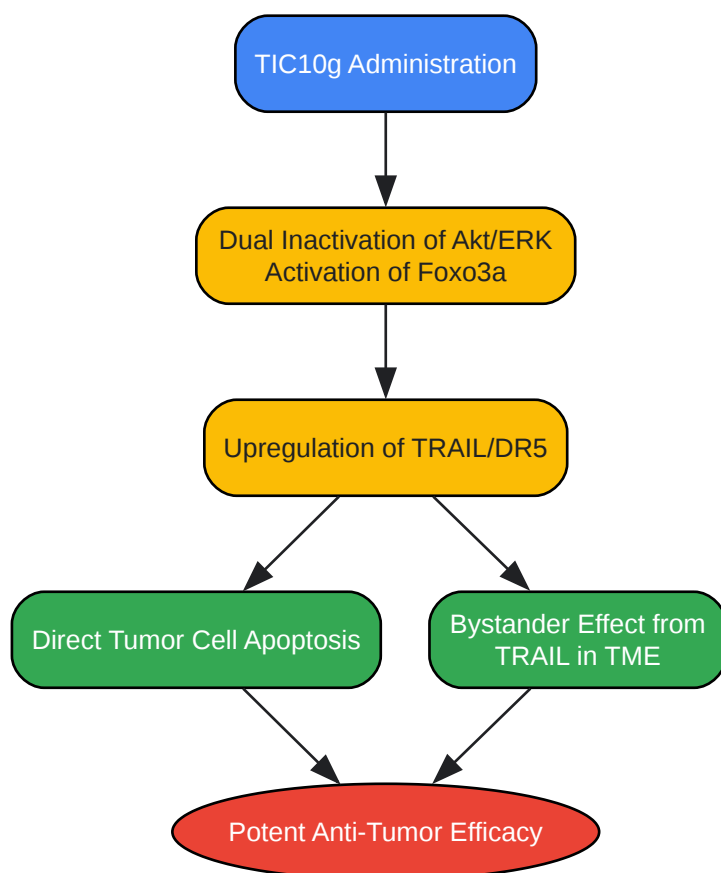 TIC10g Administration
Dual Inactivation of Akt/ERK
Activation of Foxo3a
Upregulation of TRAIL/DR5
Direct Tumor Cell Apoptosis
Bystander Effect from
TRAIL in TME
Potent Anti-Tumor Efficacy